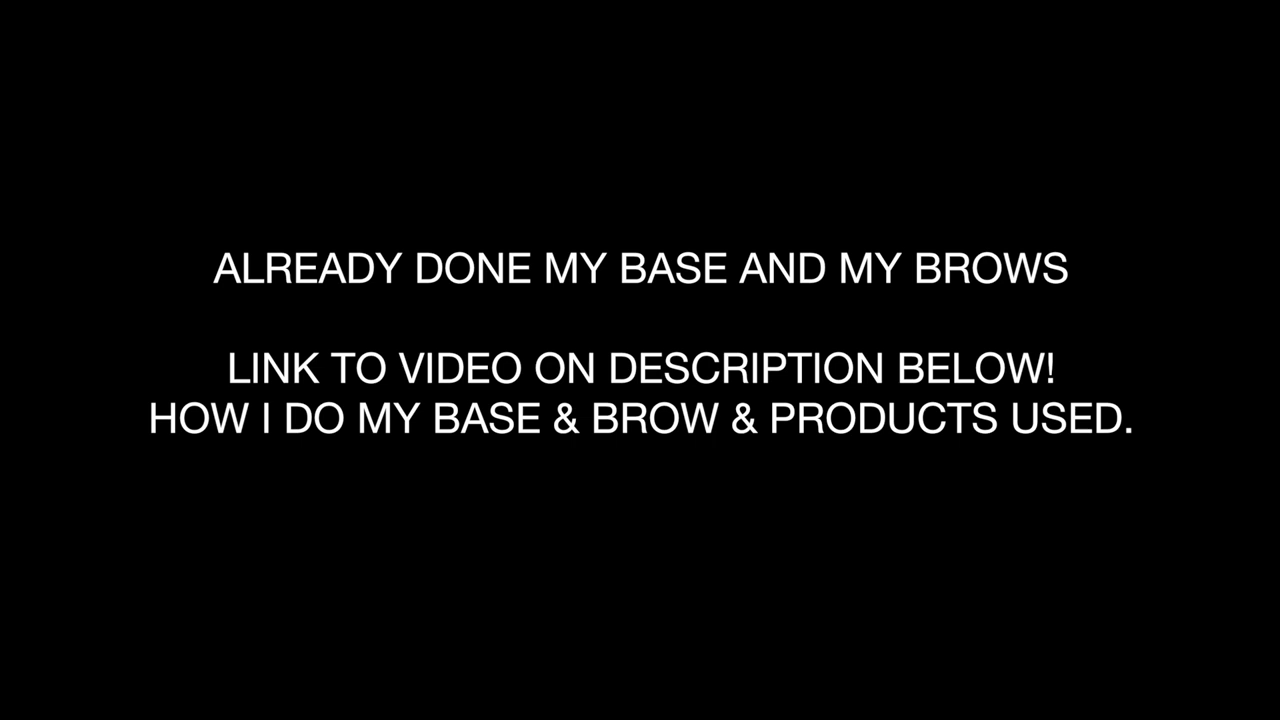 ALREADY DONE MY BASE AND MY BROWS
LINK TO VIDEO ON DESCRIPTION BELOW!
HOW I DO MY BASE & BROW & PRODUCTS USED.